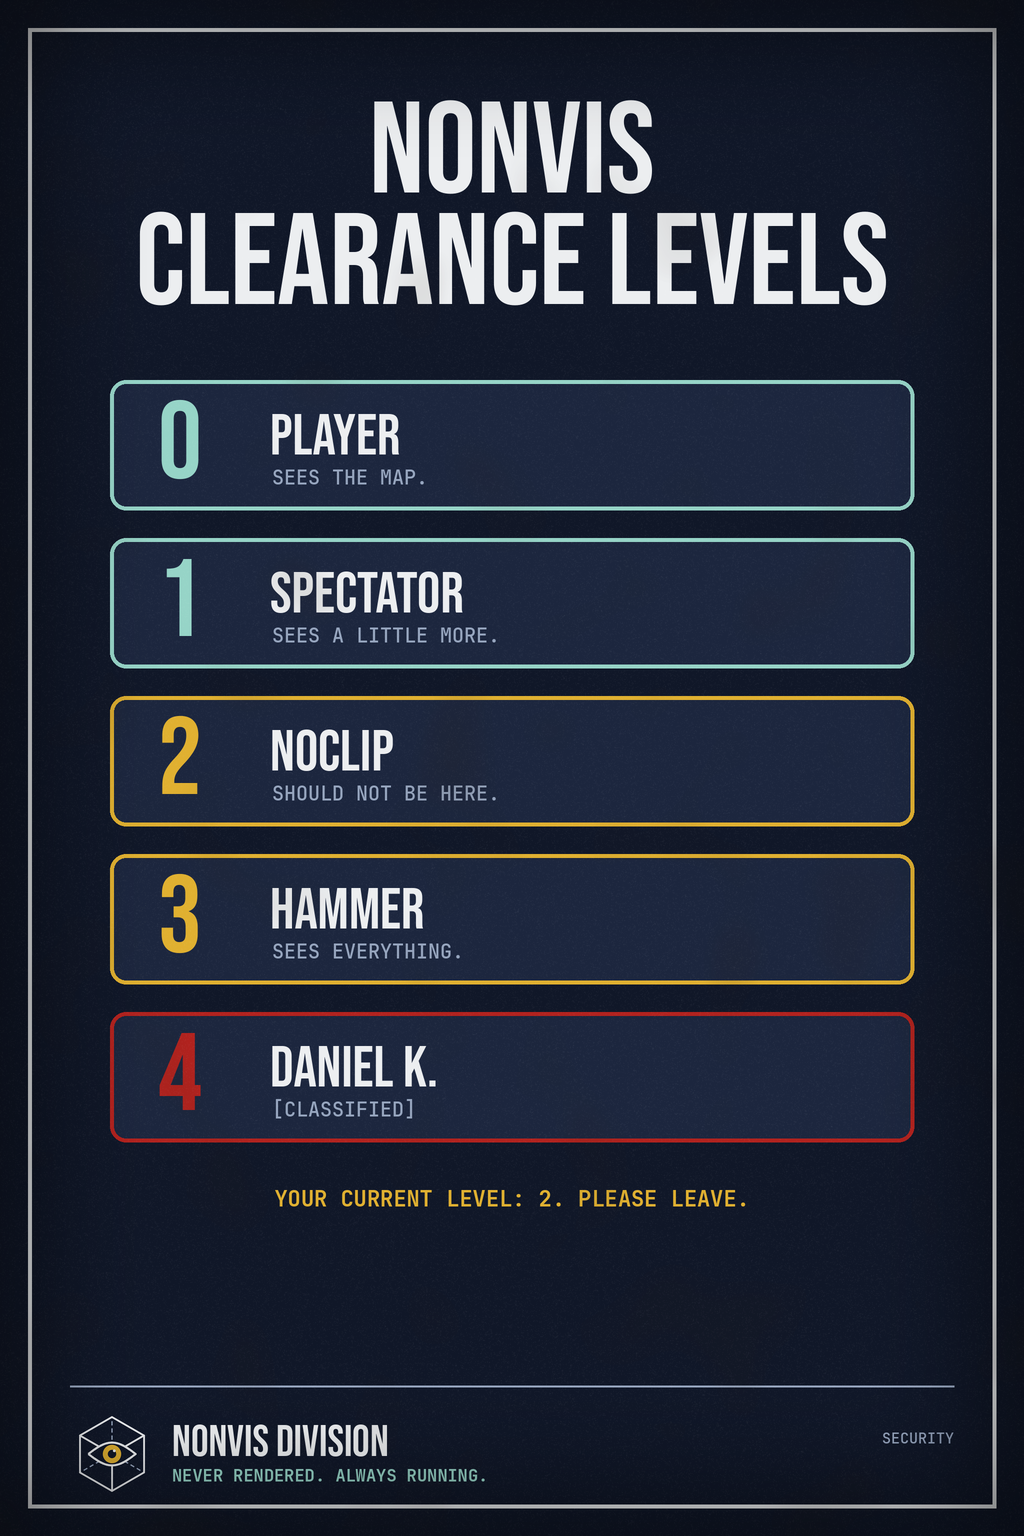 NONVIS
CLEARANCE LEVELS
0
PLAYER
SEES THE MAP.
1
SPECTATOR
SEES A LITTLE MORE.
2
NOCLIP
SHOULD NOT BE HERE.
3
HAMMER
SEES EVERYTHING.
4
DANIEL K.
[CLASSIFIED]
YOUR CURRENT LEVEL: 2. PLEASE LEAVE.
NONVIS DIVISION
NEVER RENDERED. ALWAYS RUNNING.
SECURITY